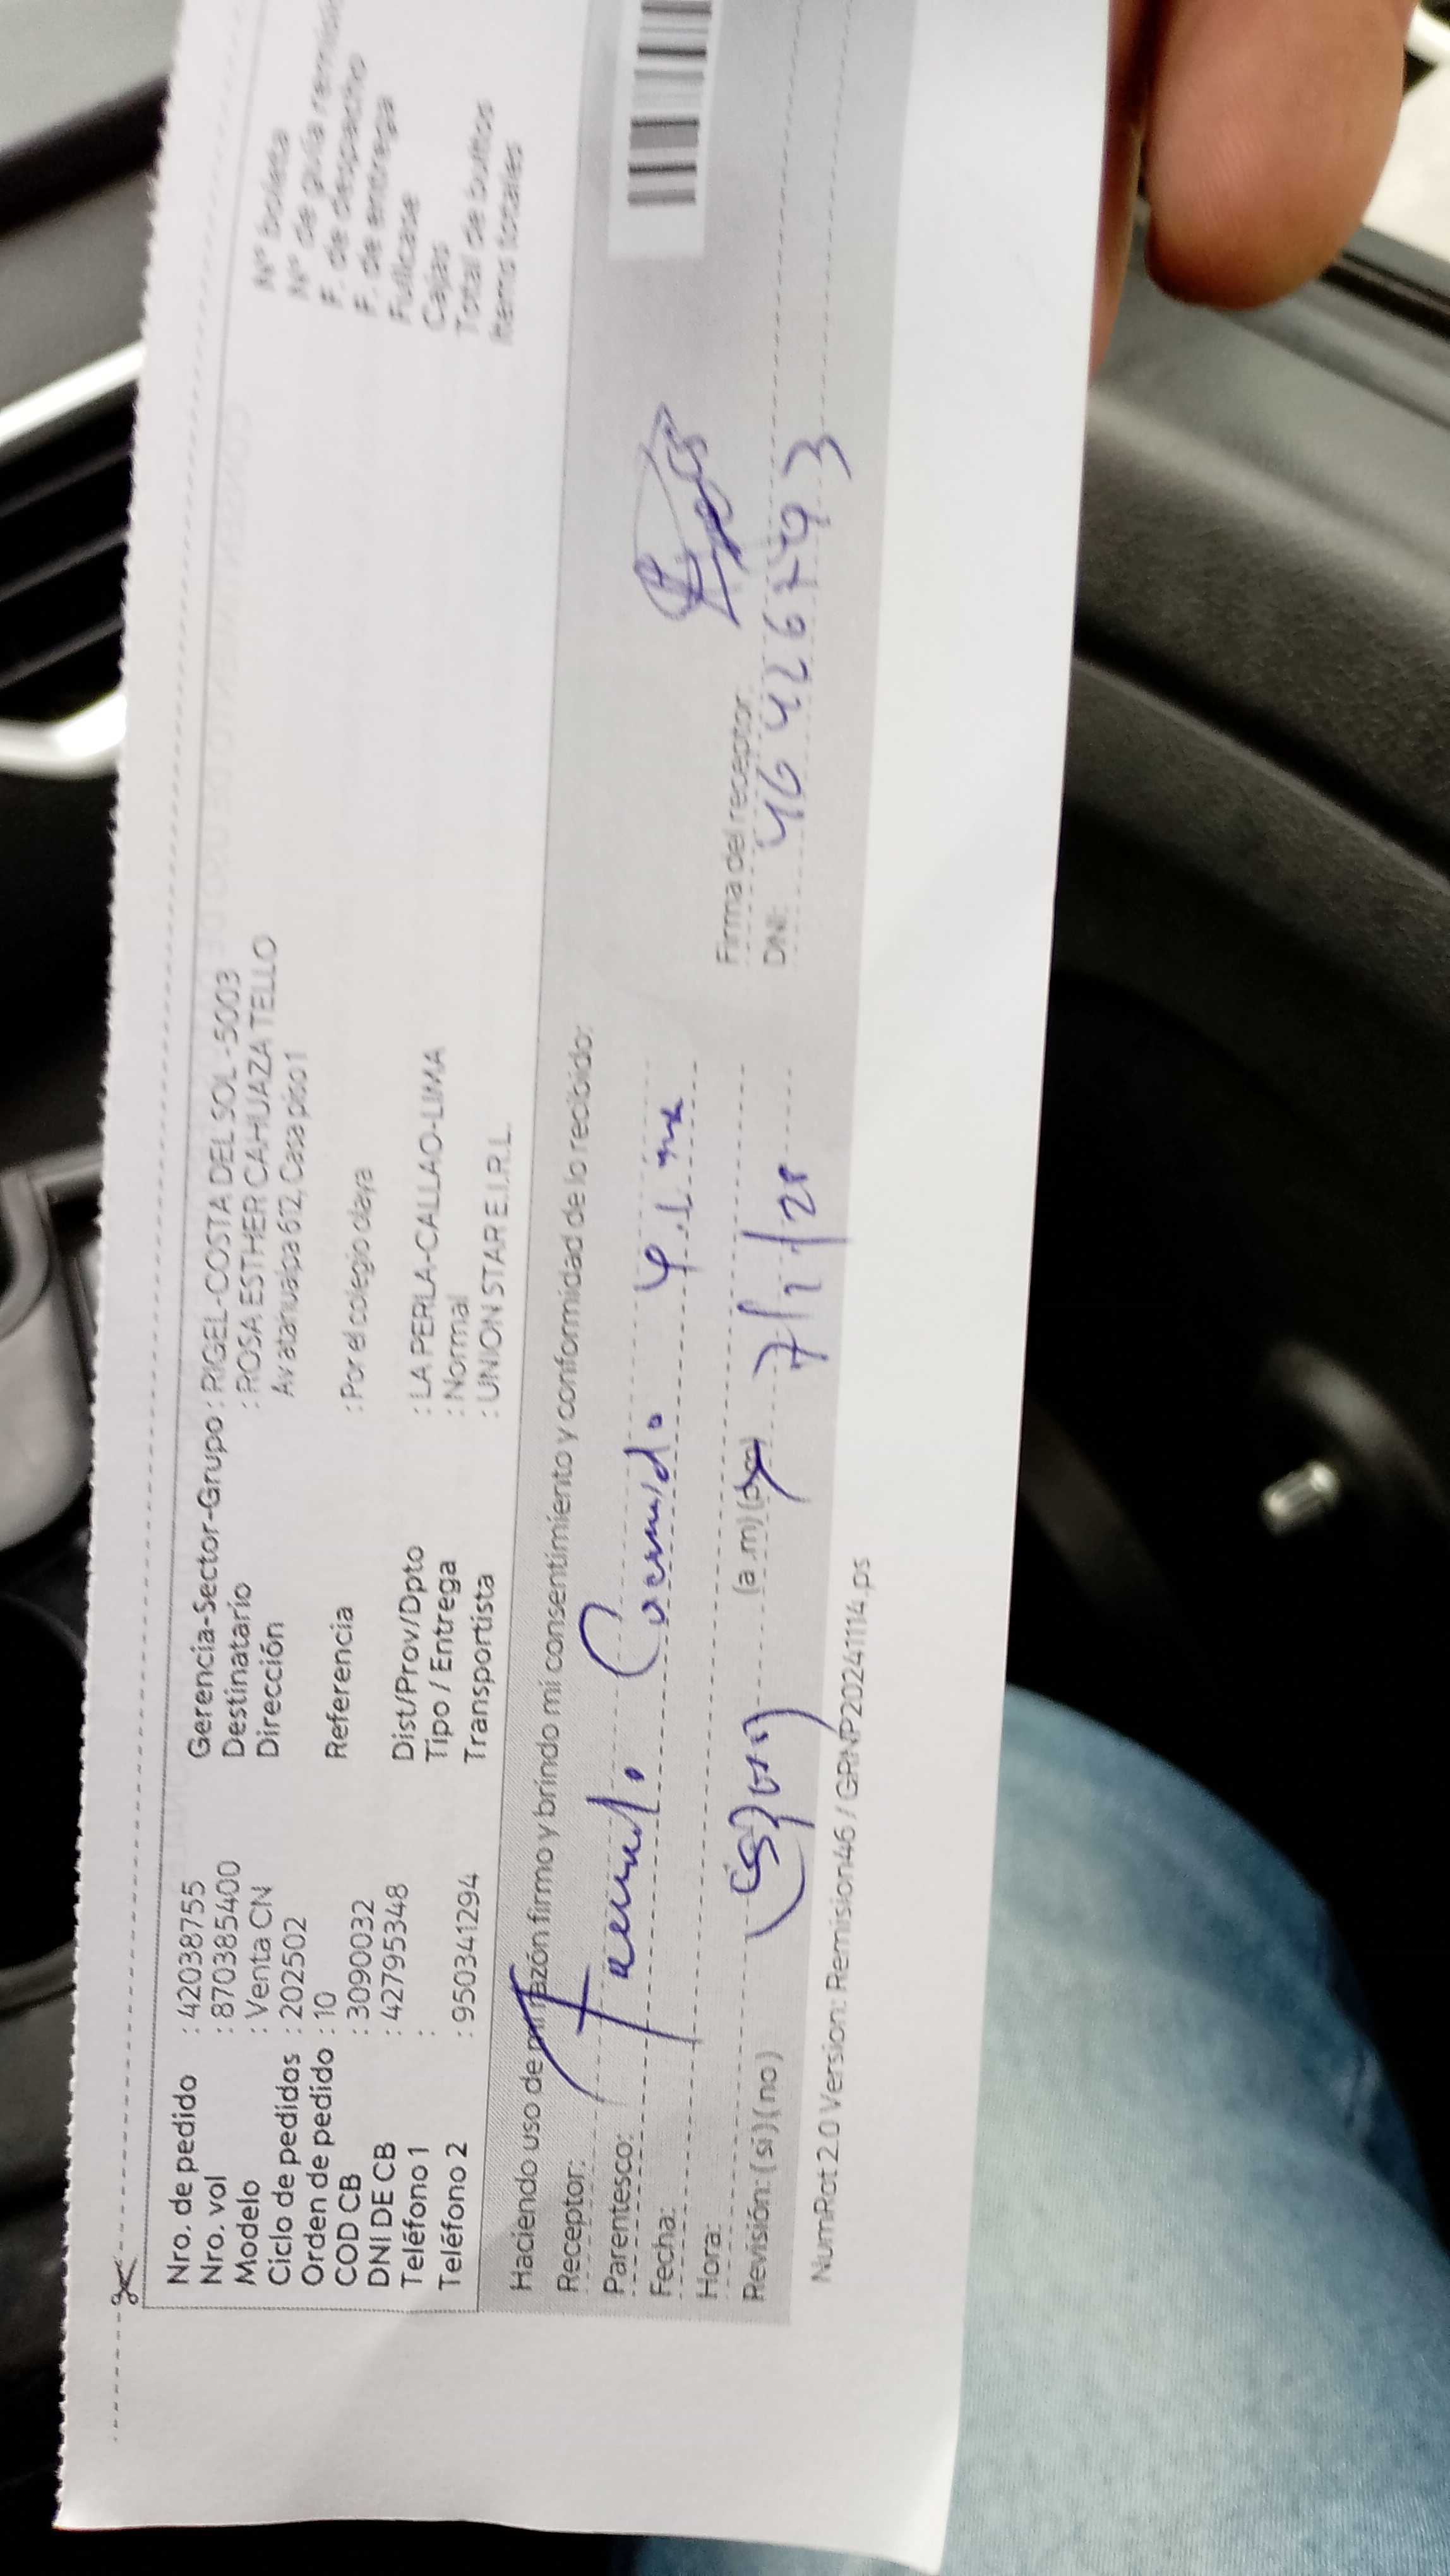 Nro. de pedido : 42038755
Nro. vol : 870385400
Modelo : Venta CN
Ciclo de pedidos : 202502
Orden de pedido : 10
COD CB : 3090032
DNI DE CB : 42795348
Teléfono 1 :
Teléfono 2 : 950341294
Gerencia-Sector-Grupo : RIGEL-COSTA DEL SOL-5003
Destinatario : ROSA ESTHER CAHUAZA TELLO
Dirección Av atahualpa 612, Casa piso 1
Referencia : Por el colegio olaya
Dist/Prov/Dpto : LA PERLA-CALLAO-LIMA
Tipo / Entrega : Normal
Transportista : UNION STAR E.I.R.L.
N° boleta
N° de guía
F. de despacho
F. de entrega
Fullcase
Cajas
Total de bultos
Items totales
Haciendo uso de mi razón firmo y brindo mi consentimiento y conformidad de lo recibido:
Receptor:
Parentesco:
Fecha:
Hora: (a.m) (pm) 7/1/25
Revisión: (si) (no)
Firma del receptor:
DNI:
NumRot 2.0 Version: Remision46 / GRNP20241114.ps